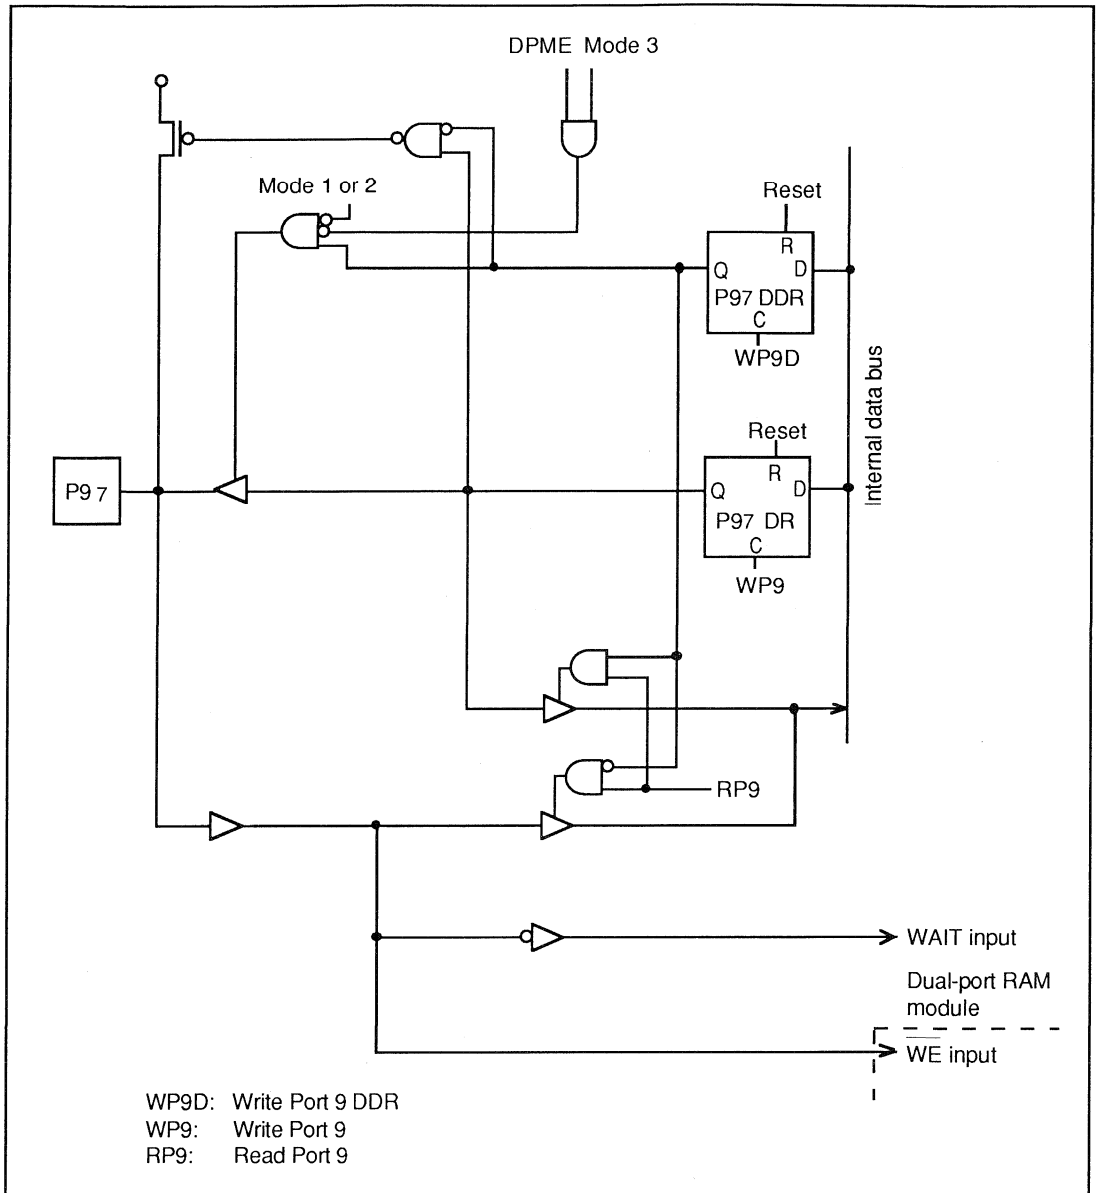 DPME Mode 3
Mode 1 or 2
Reset
R
Q D
P97 DDR
C
WP9D
Internal data bus
Reset
R
Q D
P97 DR
C
WP9
P97
RP9
WAIT input
Dual-port RAM
module
WE input
WP9D: Write Port 9 DDR
WP9: Write Port 9
RP9: Read Port 9